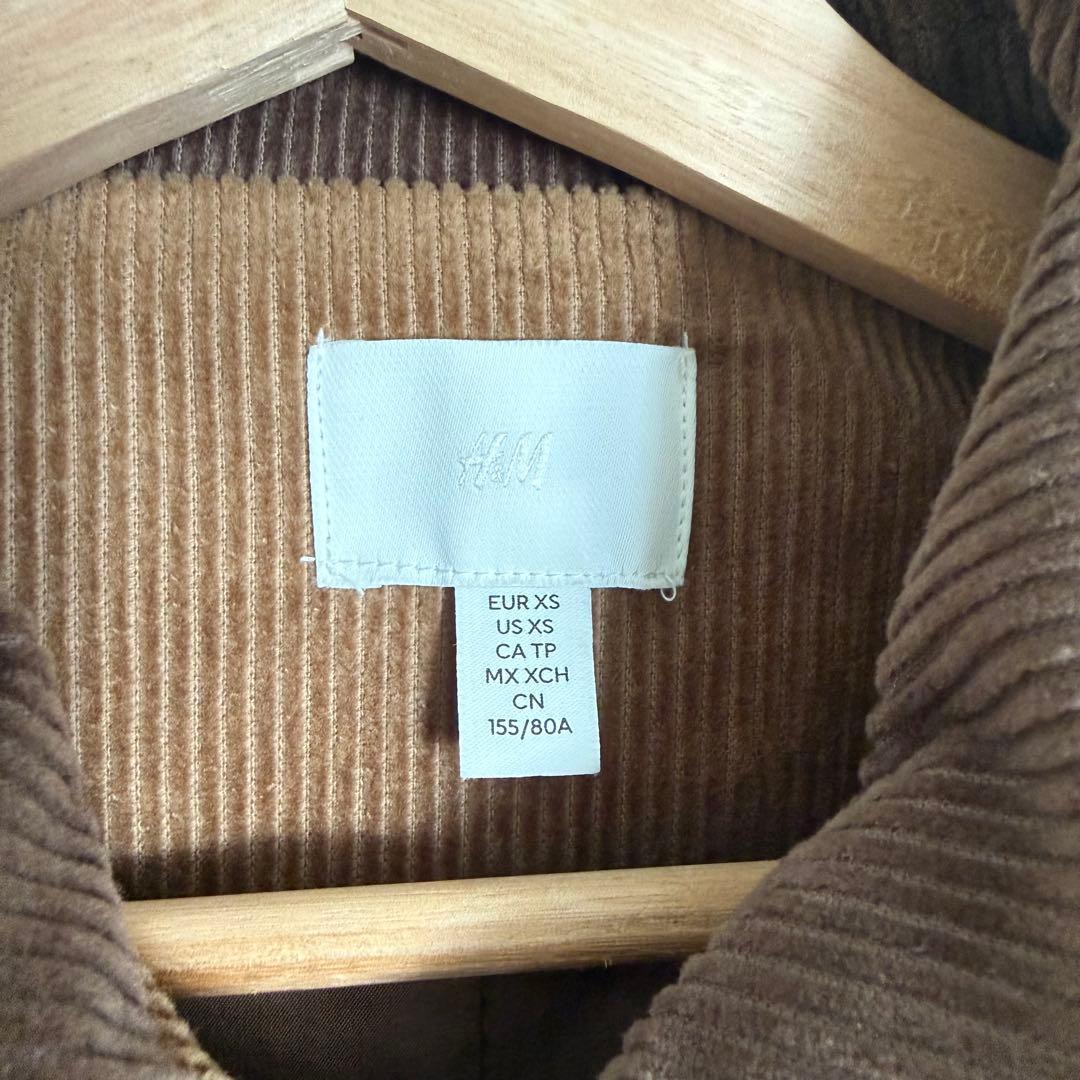 H&M
EUR XS
US XS
CA TP
MX XCH
CN
155/80A